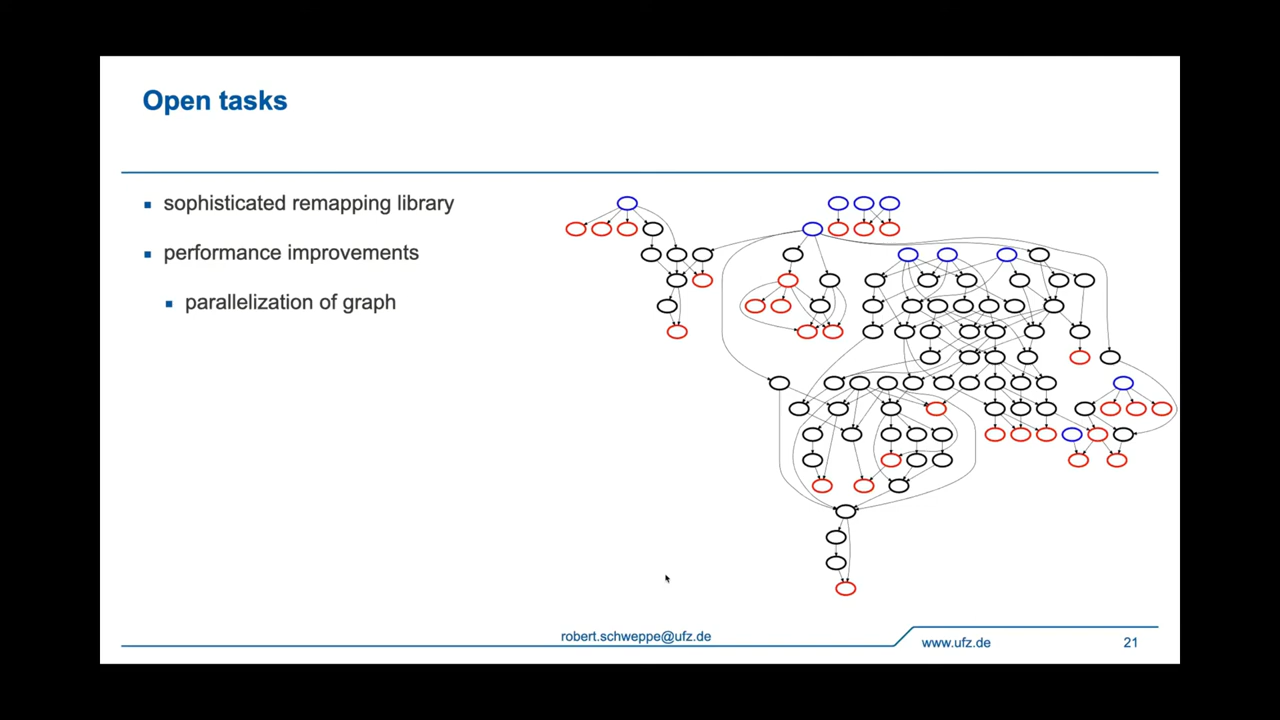 Open tasks
sophisticated remapping library
performance improvements
parallelization of graph
robert.schweppe@ufz.de
www.ufz.de
21